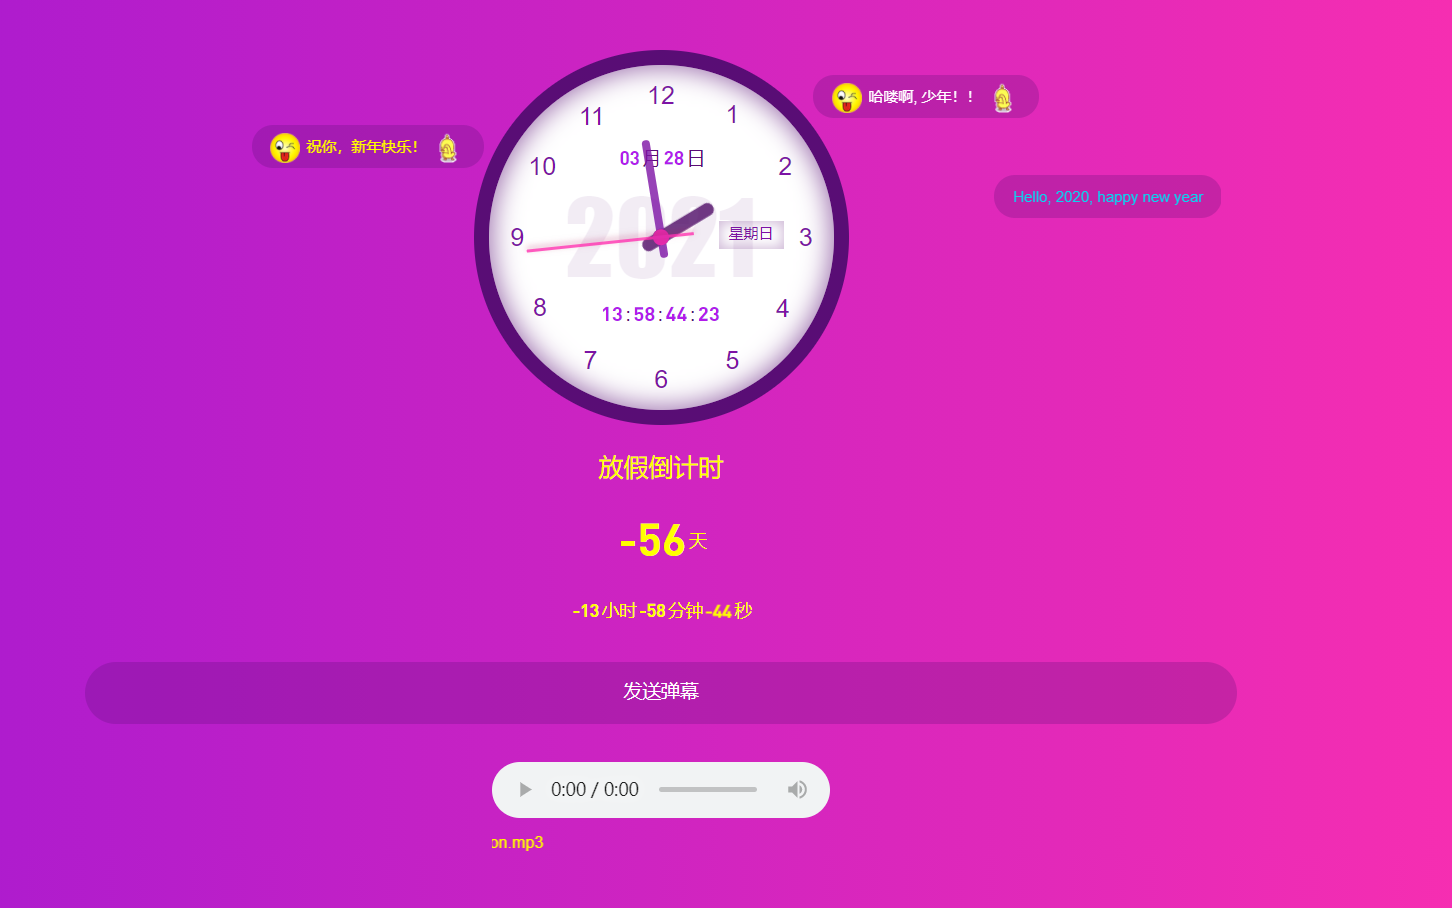 12
11
1
哈喽啊, 少年！！
祝你，新年快乐！
10
2
03月28日
Hello, 2020, happy new year
2021
9
星期日
3
8
4
13:58:44:23
7
5
6
放假倒计时
-56天
-13小时-58分钟-44秒
发送弹幕
0:00 / 0:00
on.mp3